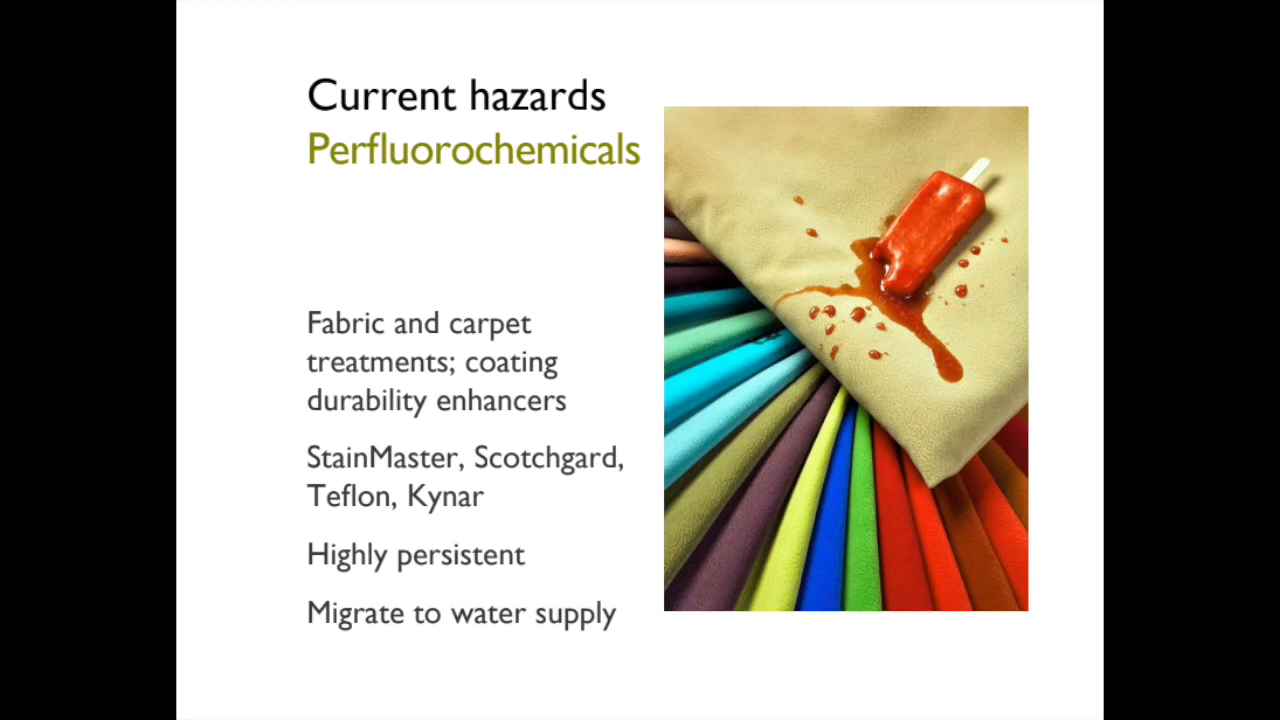 Current hazards
Perfluorochemicals
Fabric and carpet
treatments; coating
durability enhancers
StainMaster, Scotchgard,
Teflon, Kynar
Highly persistent
Migrate to water supply